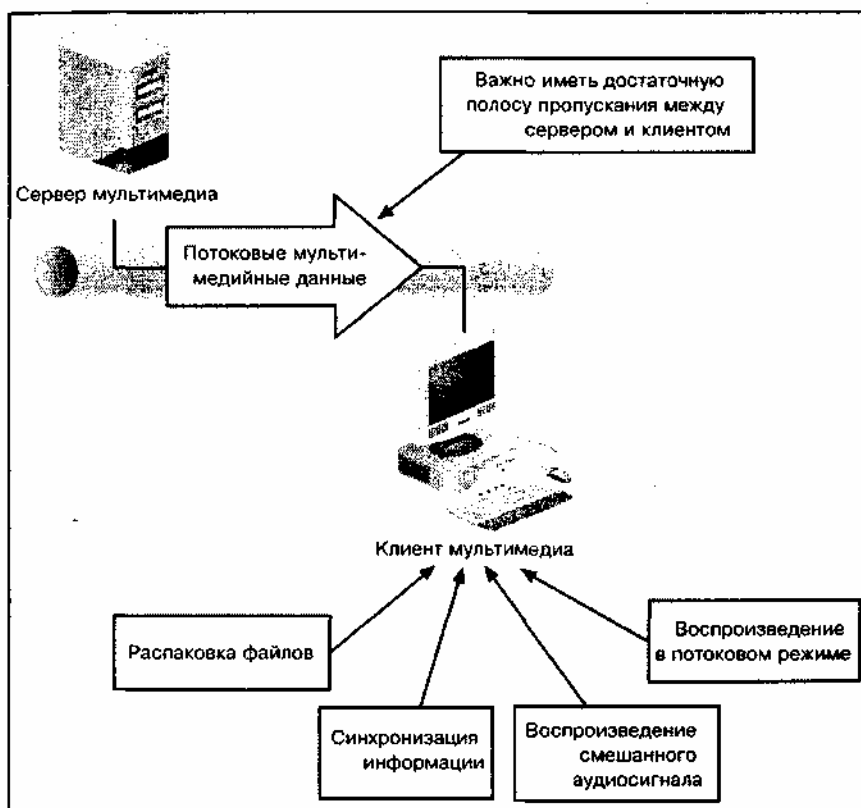 Важно иметь достаточную
полосу пропускания между
сервером и клиентом
Сервер мультимедиа
Потоковые мульти-
медийные данные
Клиент мультимедиа
Распаковка файлов
Воспроизведение
в потоковом режиме
Синхронизация
информации
Воспроизведение
смешанного
аудиосигнала